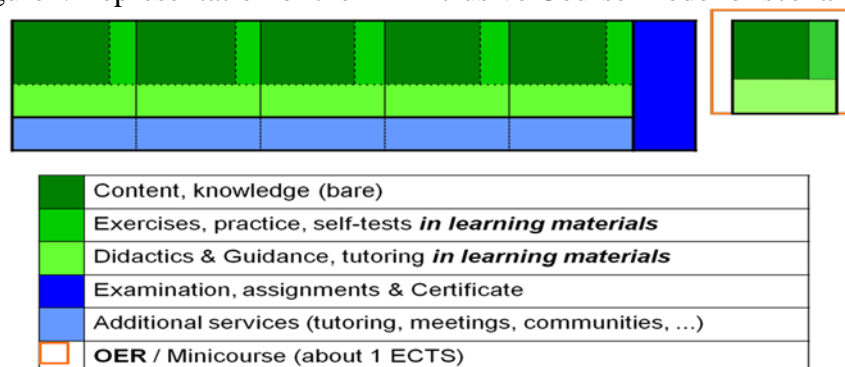 Content, knowledge (bare)
Exercises, practice, self-tests in learning materials
Didactics & Guidance, tutoring in learning materials
Examination, assignments & Certificate
Additional services (tutoring, meetings, communities, ...)
OER / Minicourse (about 1 ECTS)